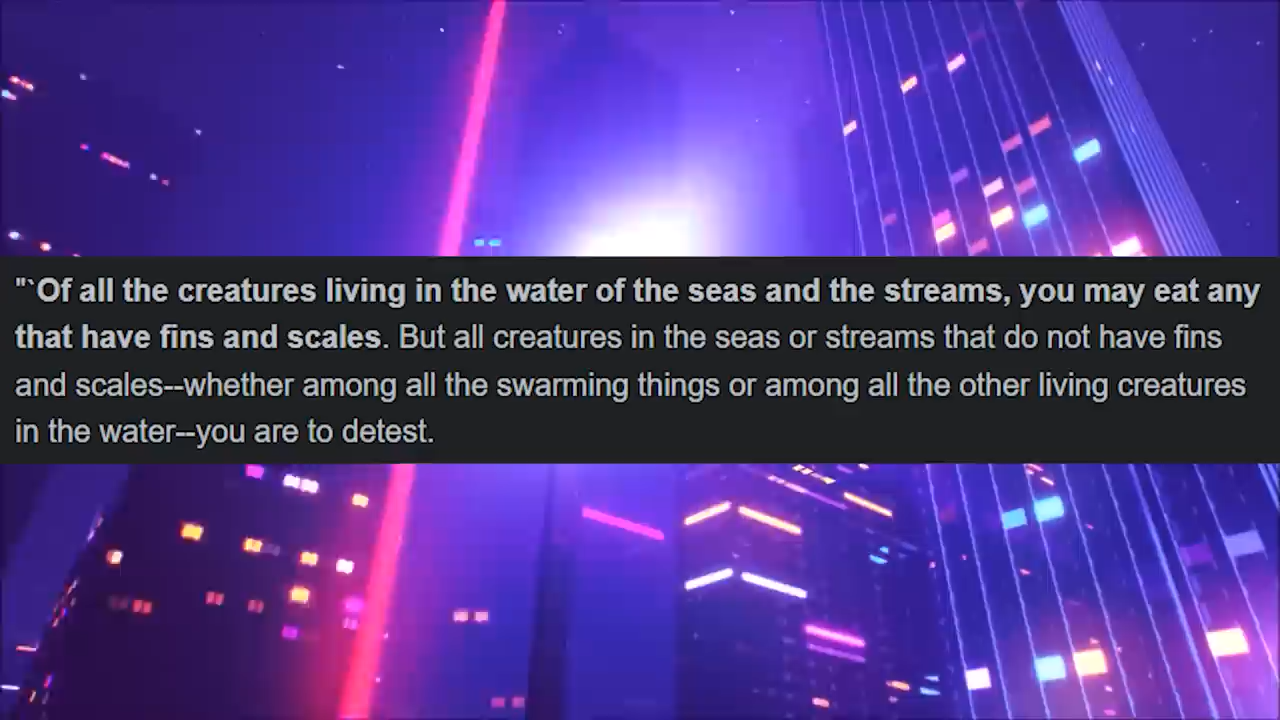 "`Of all the creatures living in the water of the seas and the streams, you may eat any
that have fins and scales. But all creatures in the seas or streams that do not have fins
and scales--whether among all the swarming things or among all the other living creatures
in the water--you are to detest.